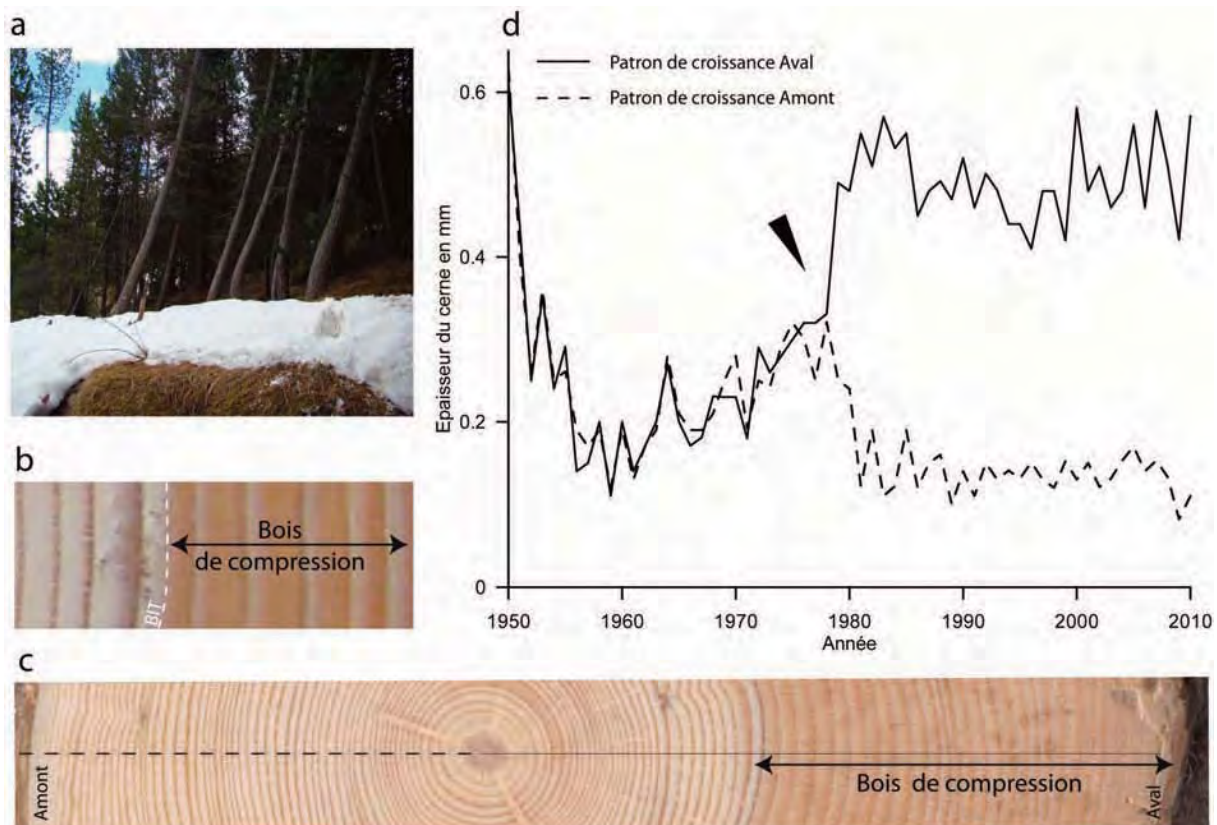 a
d
Patron de croissance Aval
Patron de croissance Amont
0.6
0.4
0.2
0
Epaisseur du cerne en mm
1950
1960
1970
1980
1990
2000
2010
Année
b
Bois
de compression
BIT
c
Amont
Bois de compression
Aval